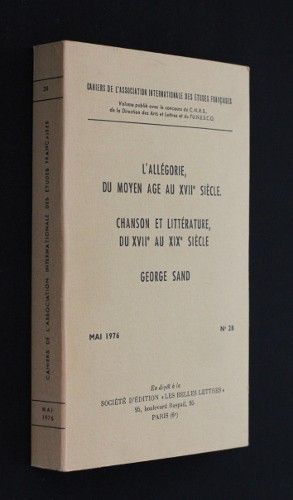 28
CAHIERS DE L'ASSOCIATION INTERNATIONALE DES ÉTUDES FRANÇAISES
MAI
1976
CAHIERS DE L'ASSOCIATION INTERNATIONALE DES ÉTUDES FRANÇAISES
Volume publié avec le concours du C.N.R.S.,
de la Direction des Arts et Lettres et de l'U.N.E.S.C.O.
L'ALLÉGORIE,
DU MOYEN AGE AU XVIIe SIÈCLE.
CHANSON ET LITTÉRATURE,
DU XVIIe AU XIXe SIÈCLE
GEORGE SAND
MAI 1976
N° 28
En dépôt à la
SOCIÉTÉ D'ÉDITION « LES BELLES LETTRES »
95, boulevard Raspail, 95
PARIS (6e)